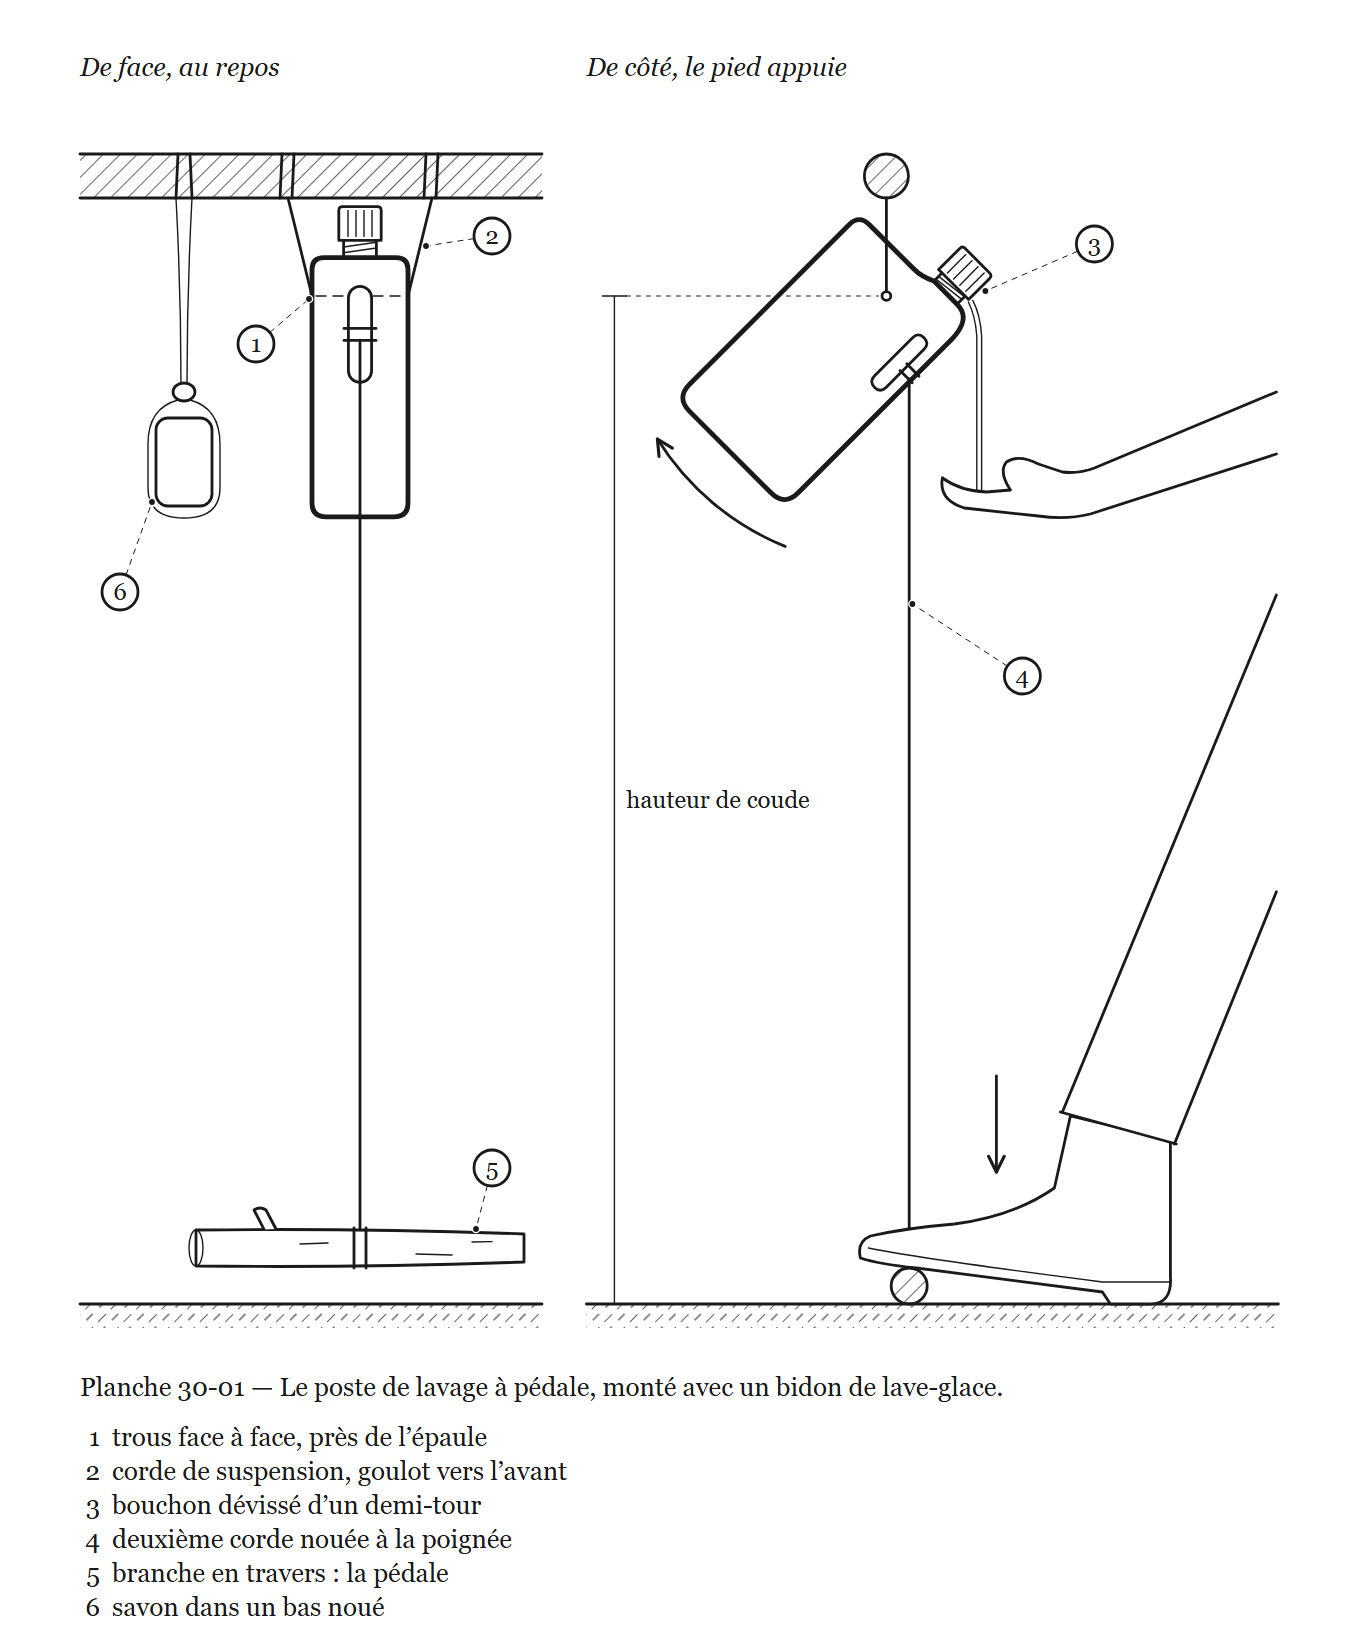 De face, au repos
De côté, le pied appuie
2
3
1
6
4
hauteur de coude
5
Planche 30-01 — Le poste de lavage à pédale, monté avec un bidon de lave-glace.
1 trous face à face, près de l’épaule
2 corde de suspension, goulot vers l’avant
3 bouchon dévissé d’un demi-tour
4 deuxième corde nouée à la poignée
5 branche en travers : la pédale
6 savon dans un bas noué